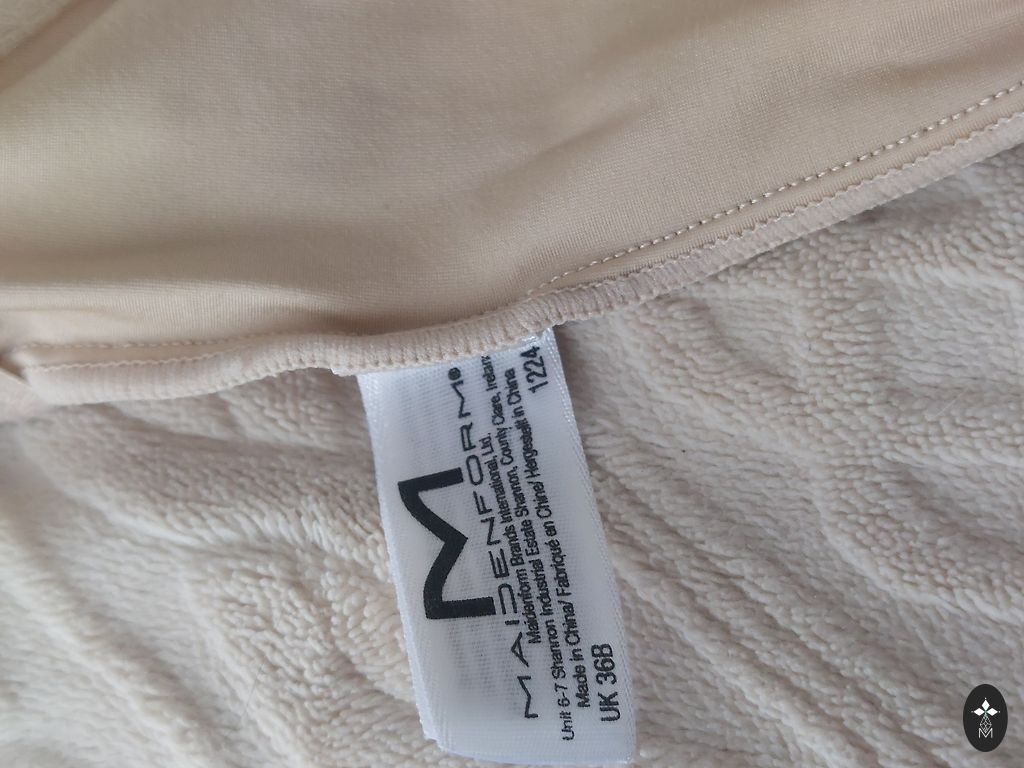 M
MAIDENFORM®
Maidenform Brands International, Ltd.
Unit 6-7 Shannon Industrial Estate Shannon, County Clare, Ireland
Made in China/ Fabriqué en Chine/ Hergestellt in China
UK 36B
1224
M